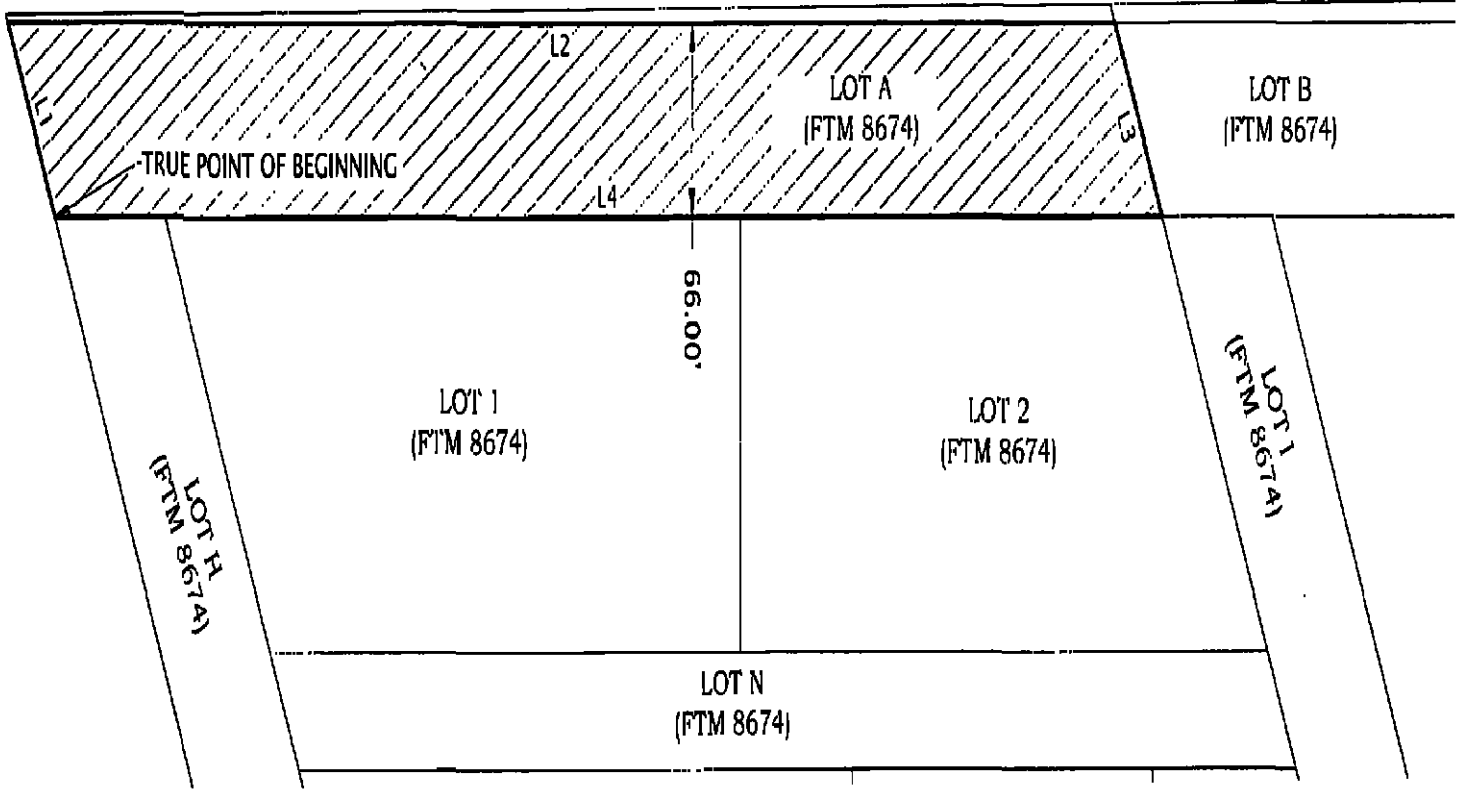 L2
LOT A
(FTM 8674)
LOT B
(FTM 8674)
L1
L3
TRUE POINT OF BEGINNING
L4
66.00'
LOT 1
(FTM 8674)
LOT 2
(FTM 8674)
LOT I
(FTM 8674)
LOT H
(FTM 8674)
LOT N
(FTM 8674)